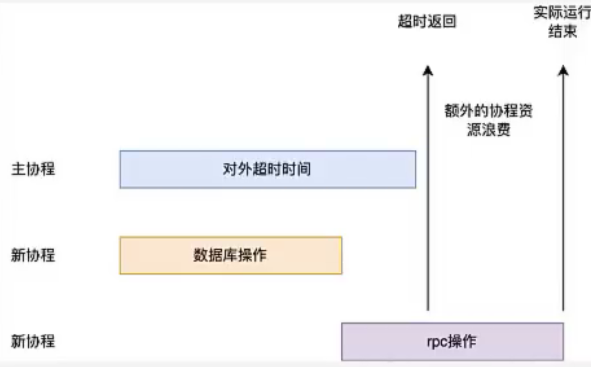 超时返回
实际运行
结束
额外的协程资
源浪费
主协程
对外超时时间
新协程
数据库操作
新协程
rpc操作